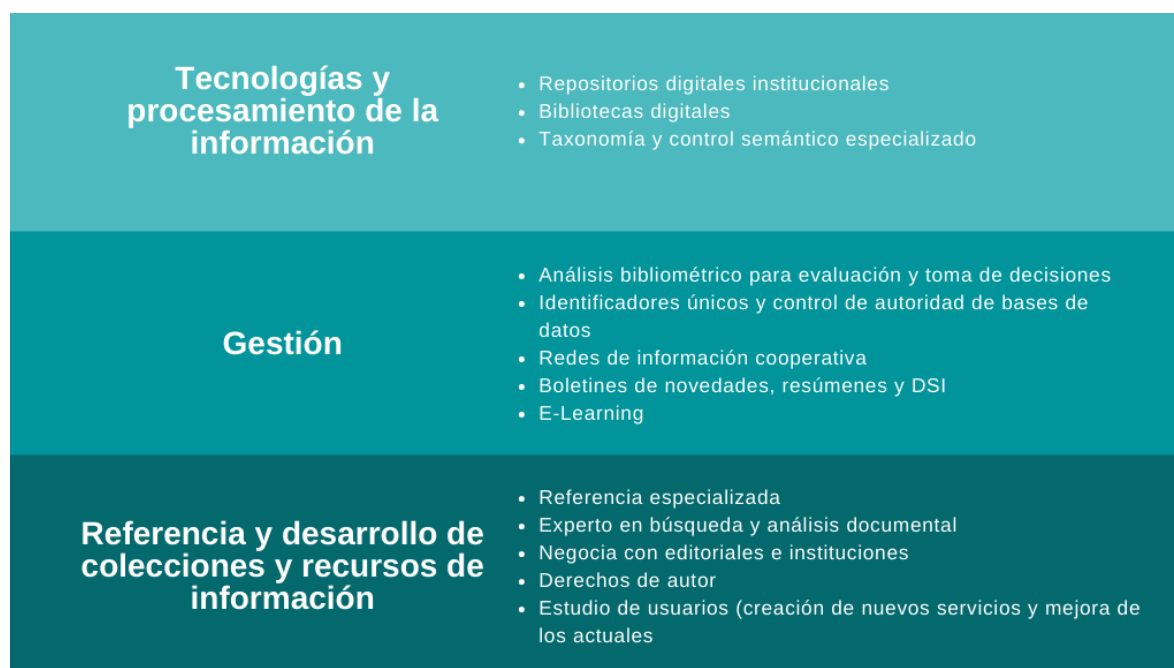 Tecnologías y
procesamiento de la
información
• Repositorios digitales institucionales
• Bibliotecas digitales
• Taxonomía y control semántico especializado
Gestión
• Análisis bibliométrico para evaluación y toma de decisiones
• Identificadores únicos y control de autoridad de bases de
datos
• Redes de información cooperativa
• Boletines de novedades, resúmenes y DSI
• E-Learning
Referencia y desarrollo de
colecciones y recursos de
información
• Referencia especializada
• Experto en búsqueda y análisis documental
• Negocia con editoriales e instituciones
• Derechos de autor
• Estudio de usuarios (creación de nuevos servicios y mejora de
los actuales